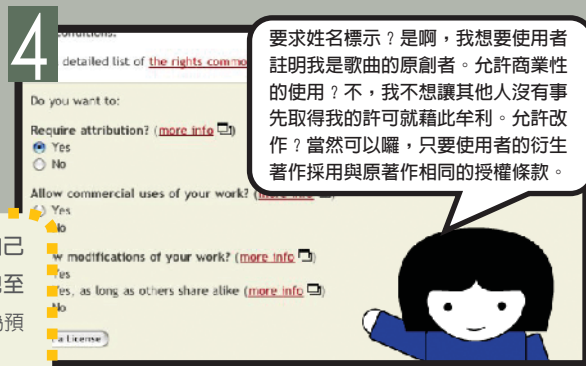 4
conditions.
detailed list of the rights commo
要求姓名標示？是啊，我想要使用者
註明我是歌曲的原創者。允許商業性
的使用？不，我不想讓其他人沒有事
先取得我的許可就藉此牟利。允許改
作？當然可以囉，只要使用者的衍生
著作採用與原著作相同的授權條款。
Do you want to:
Require attribution? (more info)
Yes
No
Allow commercial uses of your work? (
Yes
No
w modifications of your work? (more info)
Yes
Yes, as long as others share alike (more info)
No
a License
己
至
預